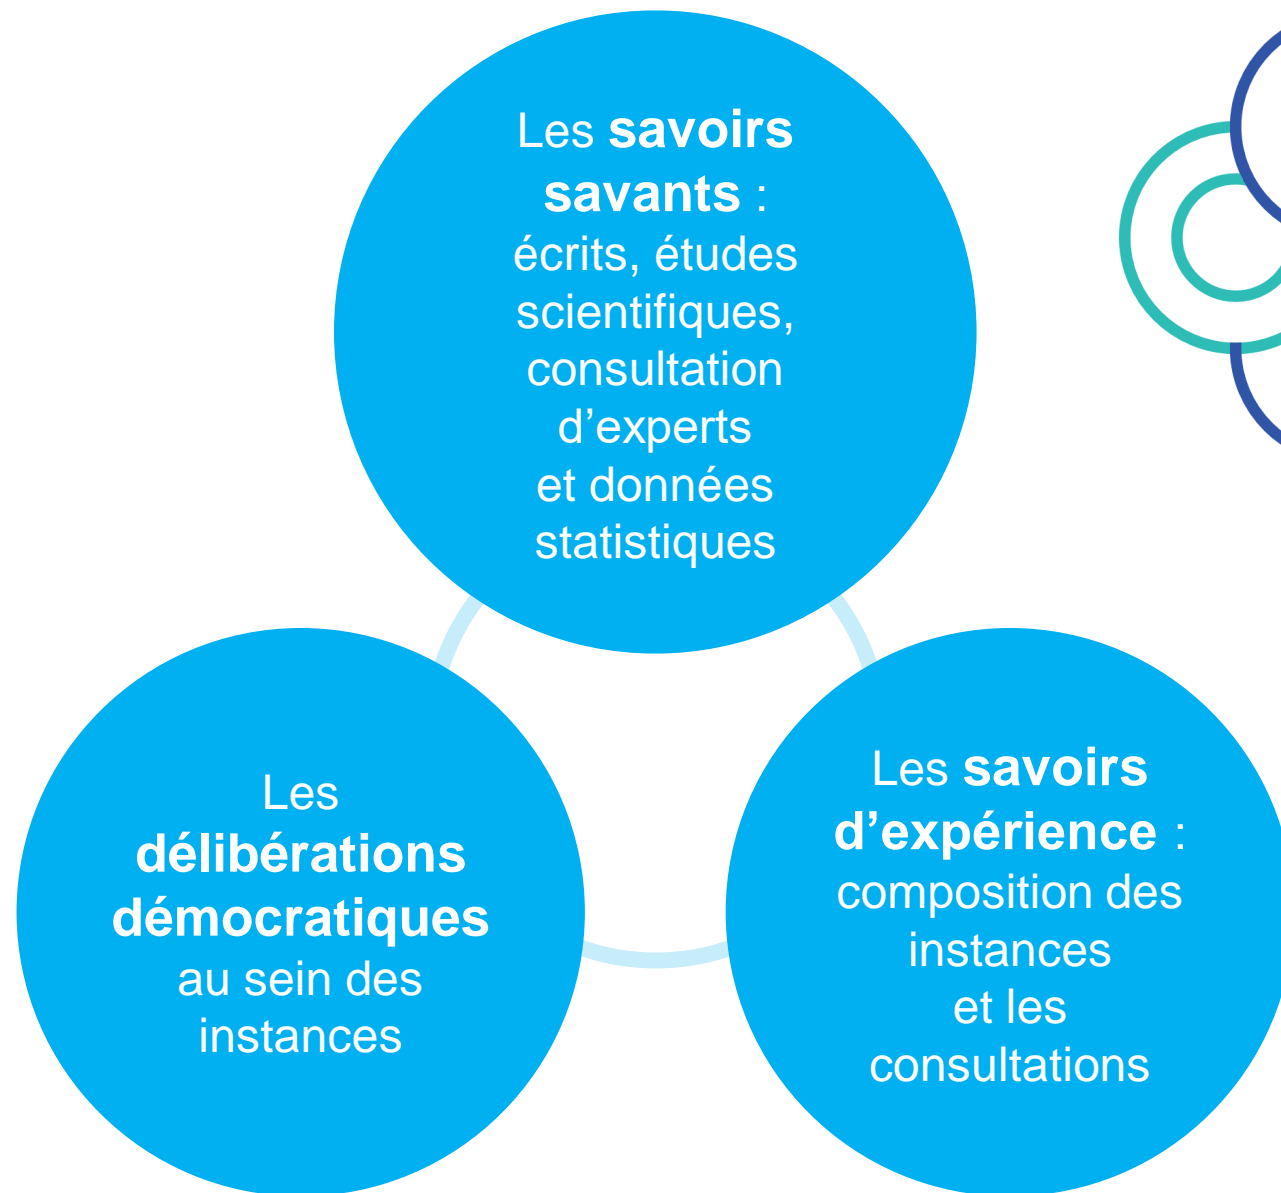 Les savoirs
savants :
écrits, études
scientifiques,
consultation
d’experts
et données
statistiques
Les
délibérations
démocratiques
au sein des
instances
Les savoirs
d’expérience :
composition des
instances
et les
consultations